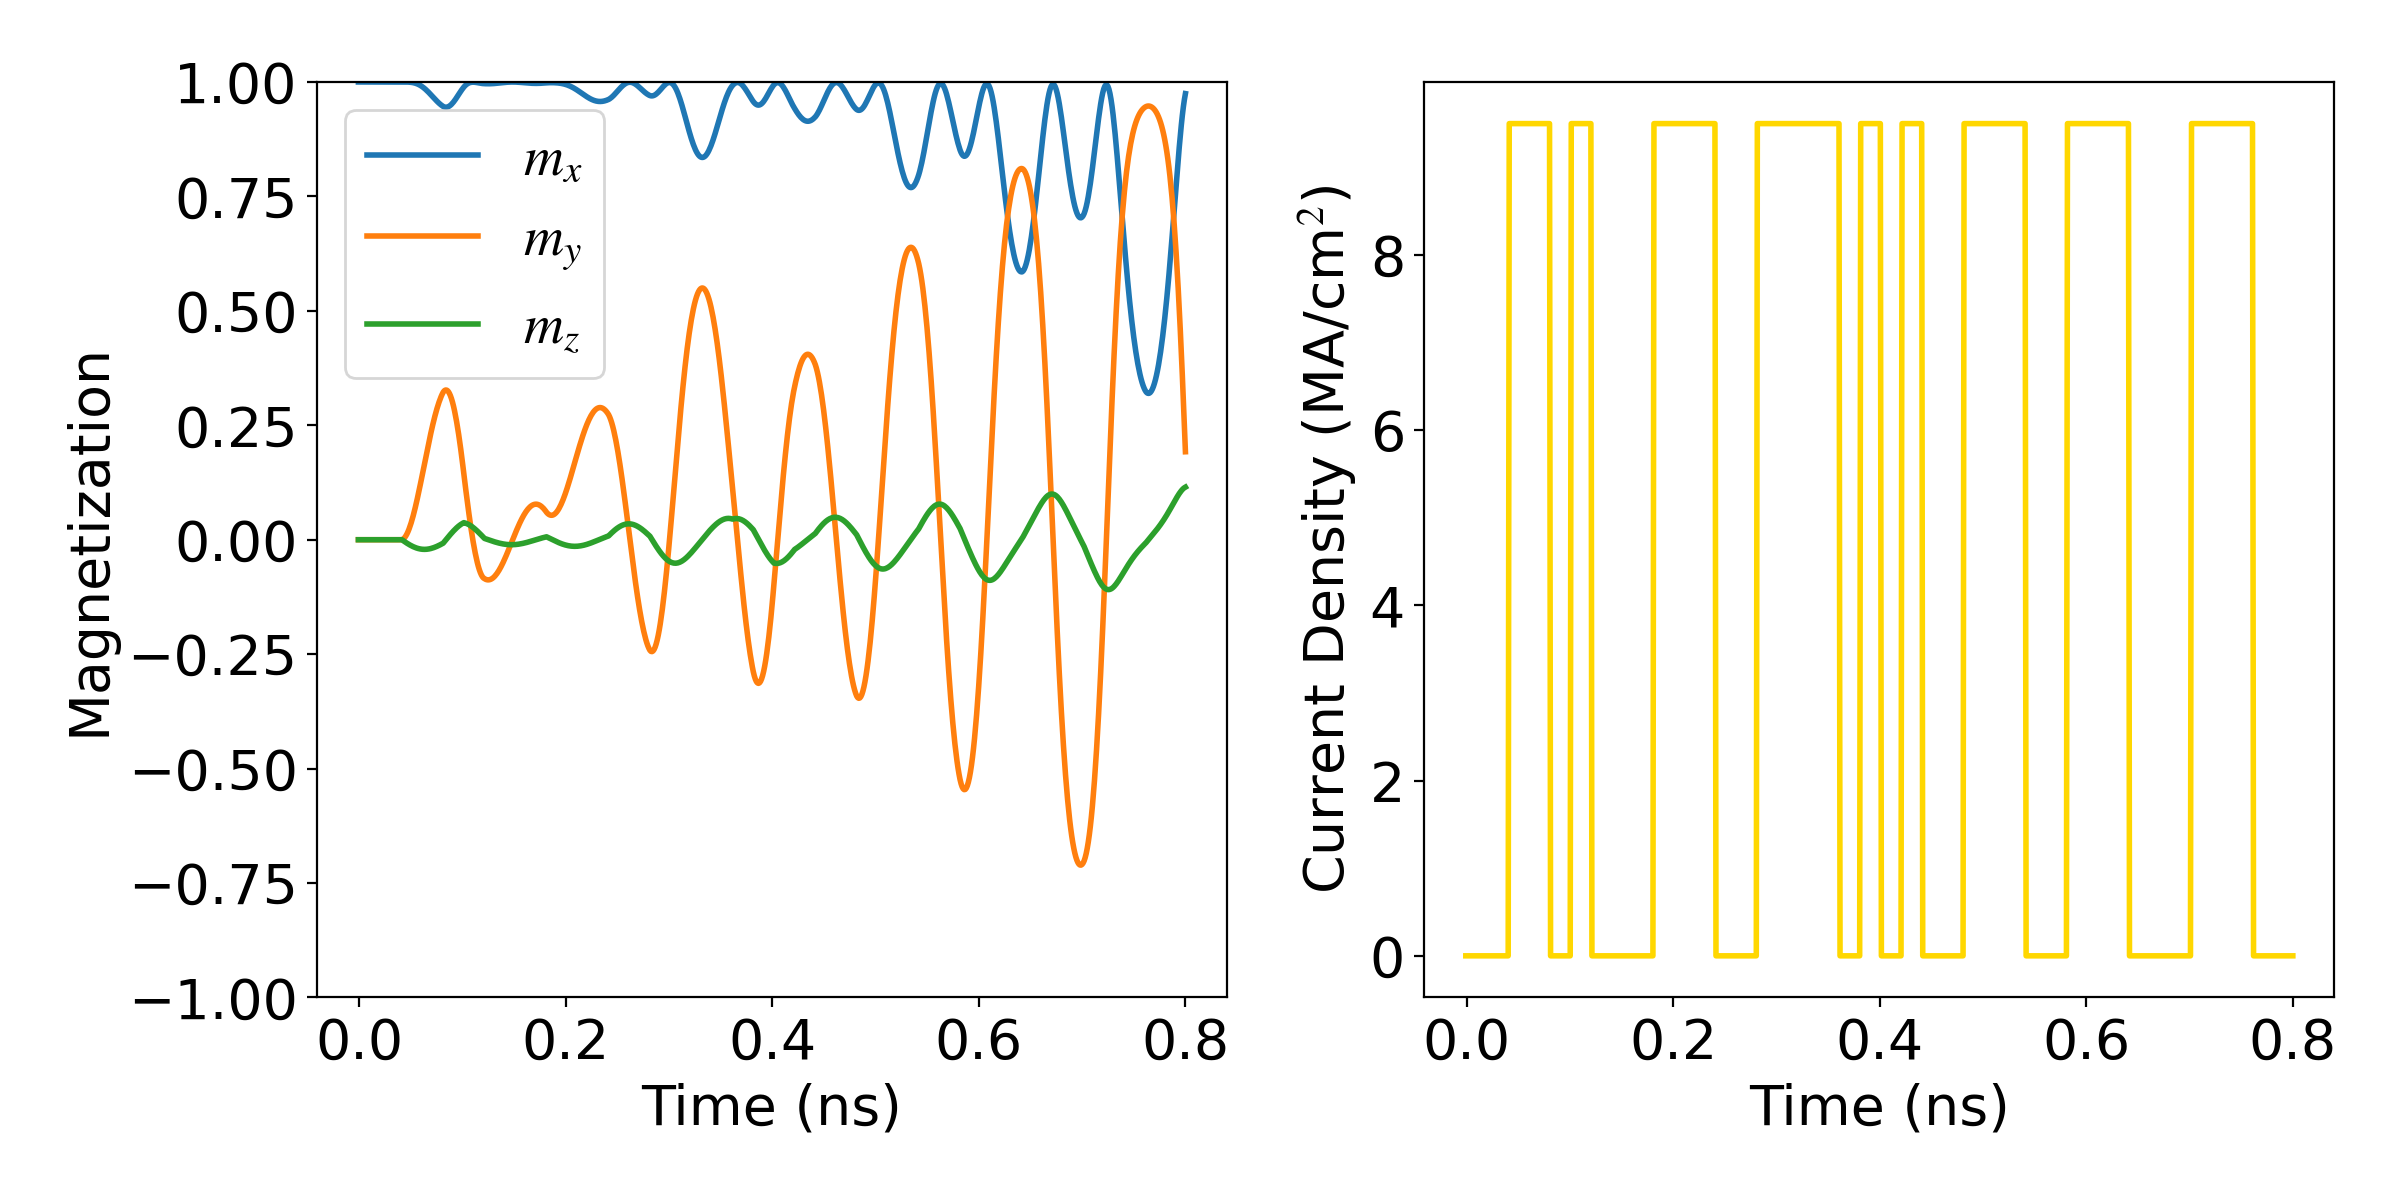 1.00
0.75
0.50
0.25
0.00
−0.25
−0.50
−0.75
−1.00
Magnetization
0.0 0.2 0.4 0.6 0.8
Time (ns)
m_x
m_y
m_z
8
6
4
2
0
Current Density (MA/cm²)
0.0 0.2 0.4 0.6 0.8
Time (ns)